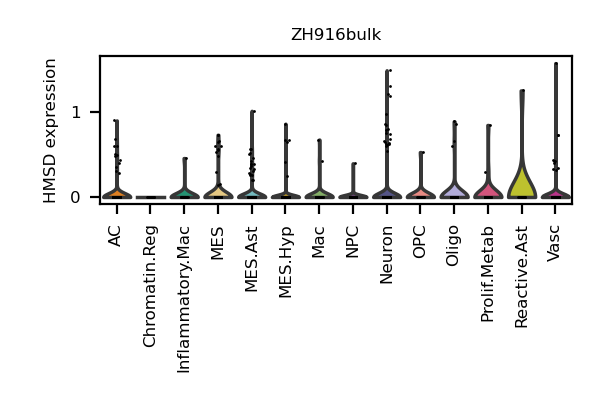 ZH916bulk
HMSD expression
1
0
AC
Chromatin.Reg
Inflammatory.Mac
MES
MES.Ast
MES.Hyp
Mac
NPC
Neuron
OPC
Oligo
Prolif.Metab
Reactive.Ast
Vasc